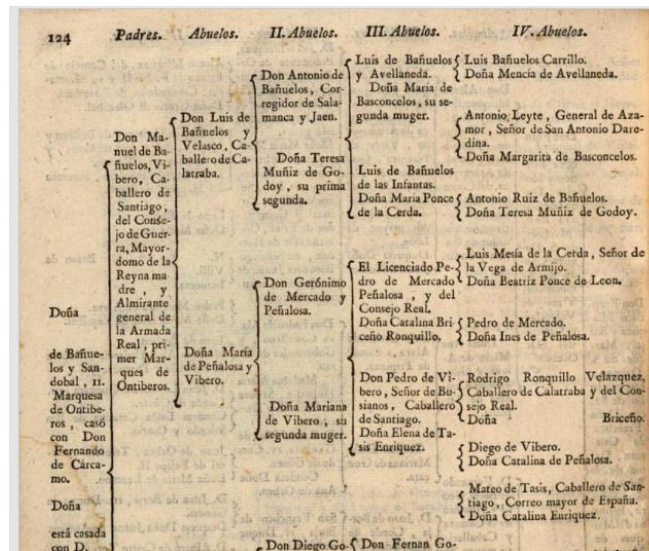 124 Padres. Abuelos. II. Abuelos. III. Abuelos. IV. Abuelos.
Doña
de Bañue-
los y San-
dobal, 11.
Marquesa
de Ontibe-
ros, casó
con Don
Fernando
de Cárca-
mo.
Doña
está casada
con D.
Don Ma-
nuel de Ba-
ñuelos, Vi-
bero, Ca-
ballero de
Santiago,
del Conse-
jo de Guer-
ra, Mayor-
domo de la
Reyna ma-
dre, y
Almirante
general de
la Armada
Real, pri-
mer Mar-
ques de
Ontiberos.
Don Luis de
Bañuelos y
Velasco, Ca-
ballero de Ca-
latraba.
Doña María
de Peñalosa y
Vibero.
Don Antonio de
Bañuelos, Cor-
regidor de Sala-
manca y Jaen.
Doña Teresa
Muñiz de Go-
doy, su prima
segunda.
Don Gerónimo
de Mercado y
Peñalosa.
Doña Mariana
de Vibero, su
segunda muger.
Don Diego Go-
Luis de Bañuelos
y Avellaneda.
Doña Maria de
Basconcelos, su se-
gunda muger.
Luis de Bañuelos
de las Infantas.
Doña Maria Ponce
de la Cerda.
El Licenciado Pe-
dro de Mercado
Peñalosa, y del
Consejo Real.
Doña Catalina Bri-
ceño Ronquillo.
Don Pedro de Vi-
bero, Señor de Bu-
sianos, Caballero
de Santiago.
Doña Elena de Ta-
sis Enriquez.
Don Fernan Go-
Luis Bañuelos Carrillo.
Doña Mencia de Avellaneda.
Antonio Leyte, General de Aza-
mor, Señor de San Antonio Dare-
dina.
Doña Margarita de Basconcelos.
Antonio Ruiz de Bañuelos.
Doña Teresa Muñiz de Godoy.
Luis Mesía de la Cerda, Señor de
la Vega de Armijo.
Doña Beatriz Ponce de Leon.
Pedro de Mercado.
Doña Ines de Peñalosa.
Rodrigo Ronquillo Velazquez,
Caballero de Calatraba y del Con-
sejo Real.
Doña Briceño.
Diego de Vibero.
Doña Catalina de Peñalosa.
Mateo de Tasis, Caballero de San-
tiago, Correo mayor de España.
Doña Catalina Enriquez.